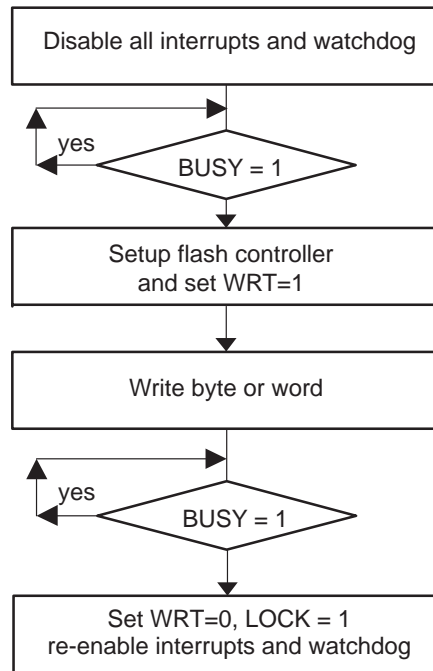 Disable all interrupts and watchdog
yes
BUSY = 1
Setup flash controller
and set WRT=1
Write byte or word
yes
BUSY = 1
Set WRT=0, LOCK = 1
re-enable interrupts and watchdog